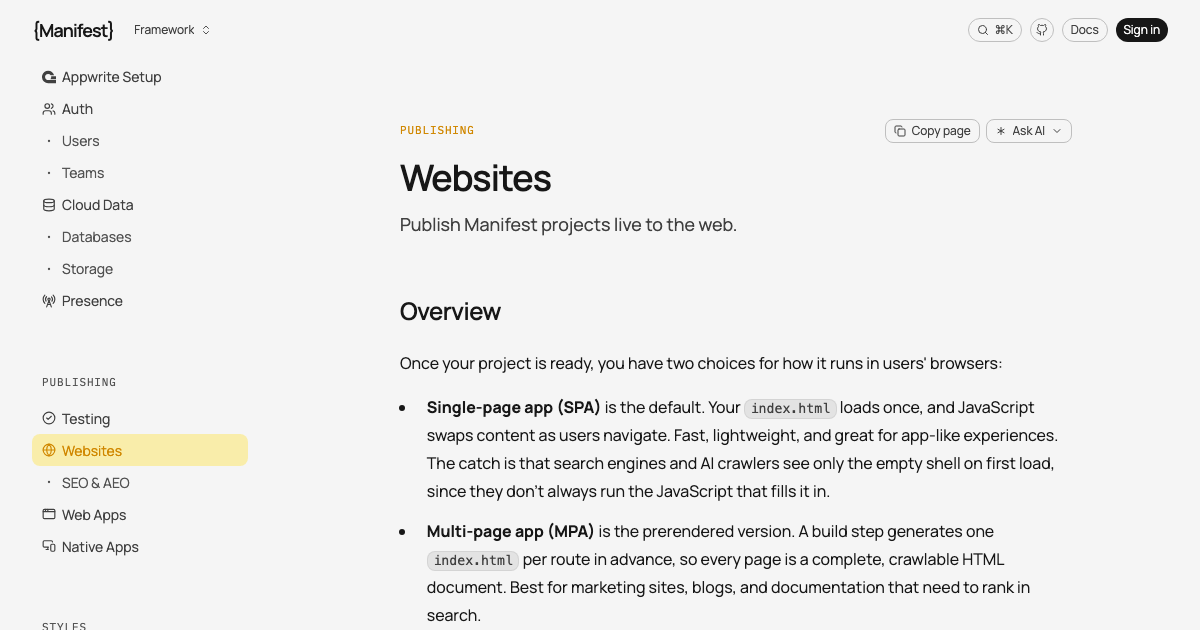 {Manifest}
Framework
⌘K
Docs
Sign in
Appwrite Setup
Auth
Users
Teams
Cloud Data
Databases
Storage
Presence
PUBLISHING
Testing
Websites
SEO & AEO
Web Apps
Native Apps
STYLES
PUBLISHING
Copy page
Ask AI
Websites
Publish Manifest projects live to the web.
Overview
Once your project is ready, you have two choices for how it runs in users' browsers:
Single-page app (SPA) is the default. Your index.html loads once, and JavaScript
swaps content as users navigate. Fast, lightweight, and great for app-like experiences.
The catch is that search engines and AI crawlers see only the empty shell on first load,
since they don't always run the JavaScript that fills it in.
Multi-page app (MPA) is the prerendered version. A build step generates one
index.html per route in advance, so every page is a complete, crawlable HTML
document. Best for marketing sites, blogs, and documentation that need to rank in
search.